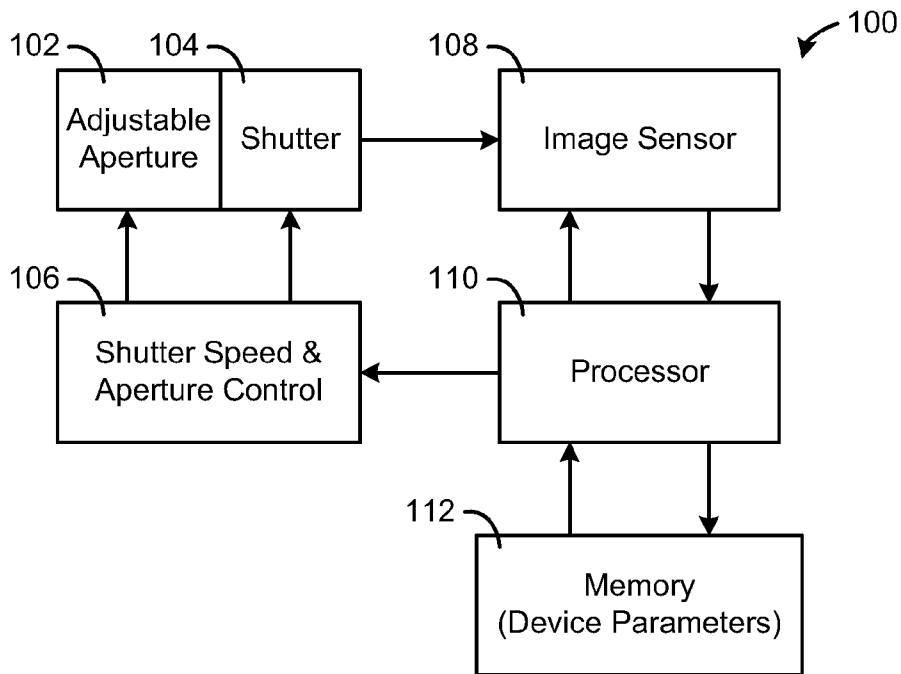 100
102
104
108
Adjustable
Aperture
Shutter
Image Sensor
106
110
Shutter Speed &
Aperture Control
Processor
112
Memory
(Device Parameters)